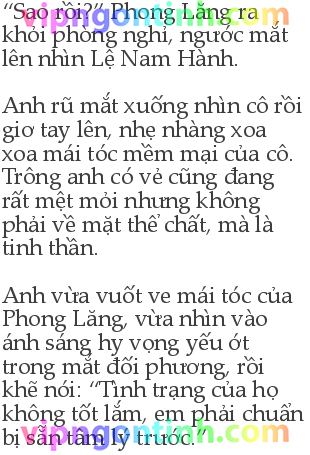 “Sao rồi?” Phong Lăng ra
khỏi phòng nghỉ, ngước mắt
lên nhìn Lệ Nam Hành.
Anh rũ mắt xuống nhìn cô rồi
giơ tay lên, nhẹ nhàng xoa
xoa mái tóc mềm mại của cô.
Trông anh có vẻ cũng đang
rất mệt mỏi nhưng không
phải về mặt thể chất, mà là
tinh thần.
Anh vừa vuốt ve mái tóc của
Phong Lăng, vừa nhìn vào
ánh sáng hy vọng yếu ớt
trong mắt đối phương, rồi
khẽ nói: “Tình trạng của họ
không tốt lắm, em phải chuẩn
bị sẵn tâm lý trước.”
vipngontinh.com
vipngontinh.com